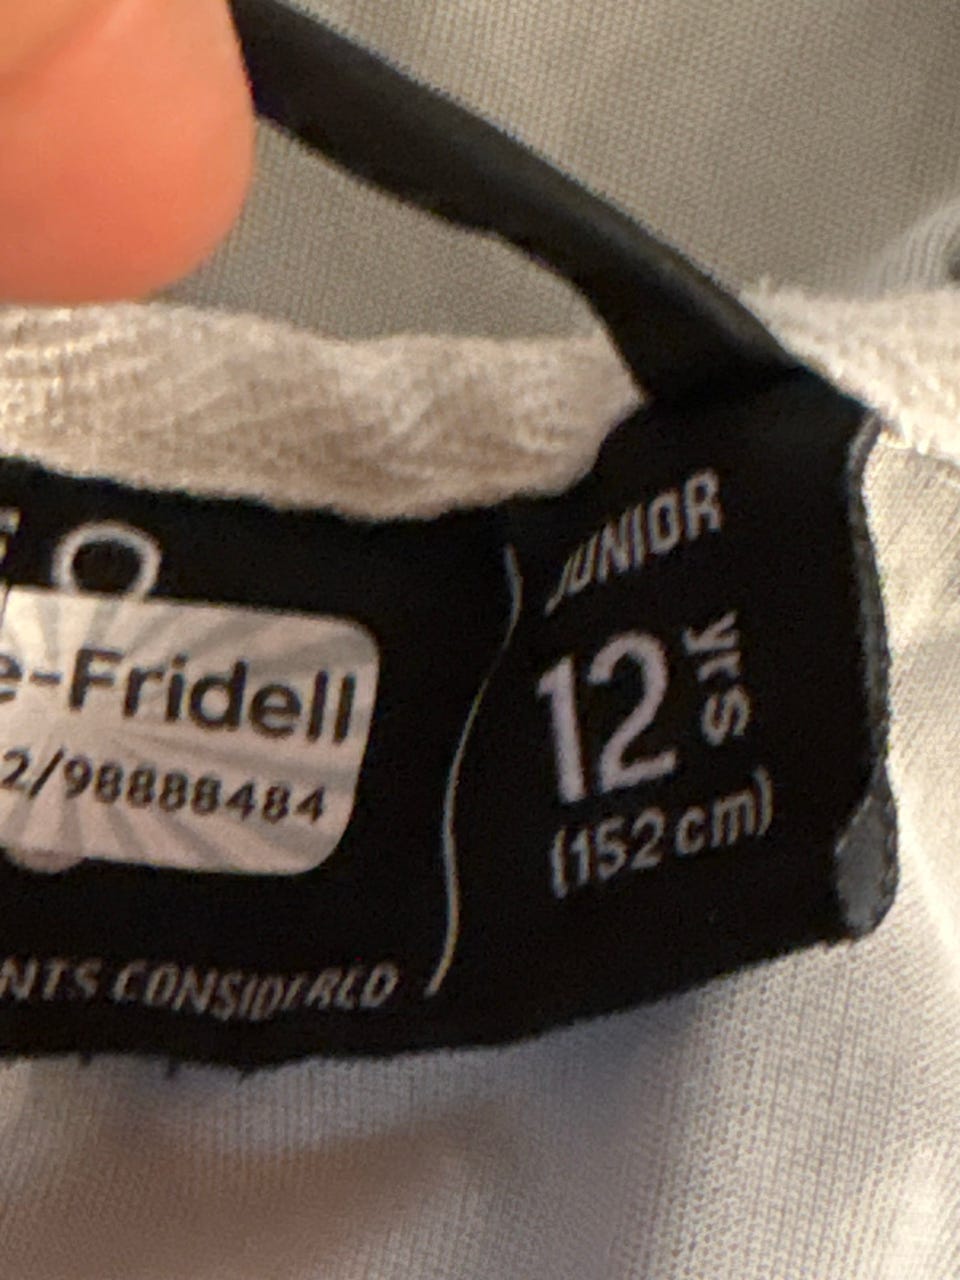 e-Fridell
2/98888484
NTS CONSIDERED
JUNIOR
12 yrs
(152 cm)